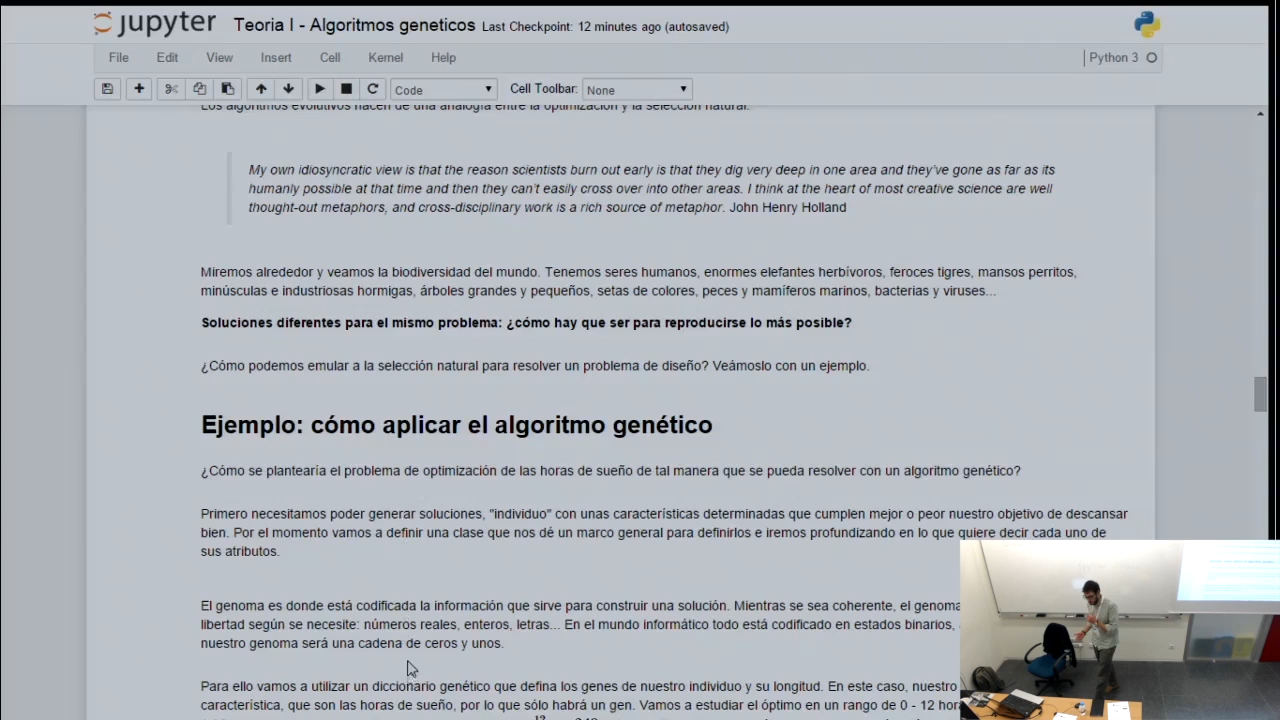 jupyter Teoria I - Algoritmos geneticos Last Checkpoint: 12 minutes ago (autosaved)
File Edit View Insert Cell Kernel Help Python 3
Code Cell Toolbar: None
Los algoritmos evolutivos hacen de una analogía entre la optimización y la selección natural.
My own idiosyncratic view is that the reason scientists burn out early is that they dig very deep in one area and they've gone as far as its
humanly possible at that time and then they can't easily cross over into other areas. I think at the heart of most creative science are well
thought-out metaphors, and cross-disciplinary work is a rich source of metaphor. John Henry Holland
Miremos alrededor y veamos la biodiversidad del mundo. Tenemos seres humanos, enormes elefantes herbívoros, feroces tigres, mansos perritos,
minúsculas e industriosas hormigas, árboles grandes y pequeños, setas de colores, peces y mamíferos marinos, bacterias y viruses...
Soluciones diferentes para el mismo problema: ¿cómo hay que ser para reproducirse lo más posible?
¿Cómo podemos emular a la selección natural para resolver un problema de diseño? Veámoslo con un ejemplo.
Ejemplo: cómo aplicar el algoritmo genético
¿Cómo se plantearía el problema de optimización de las horas de sueño de tal manera que se pueda resolver con un algoritmo genético?
Primero necesitamos poder generar soluciones, "individuo" con unas características determinadas que cumplen mejor o peor nuestro objetivo de descansar
bien. Por el momento vamos a definir una clase que nos dé un marco general para definirlos e iremos profundizando en lo que quiere decir cada uno de
sus atributos.
El genoma es donde está codificada la información que sirve para construir una solución. Mientras se sea coherente, el genoma
libertad según se necesite: números reales, enteros, letras... En el mundo informático todo está codificado en estados binarios,
nuestro genoma será una cadena de ceros y unos.
Para ello vamos a utilizar un diccionario genético que defina los genes de nuestro individuo y su longitud. En este caso, nuestro
característica, que son las horas de sueño, por lo que sólo habrá un gen. Vamos a estudiar el óptimo en un rango de 0 - 12 hora